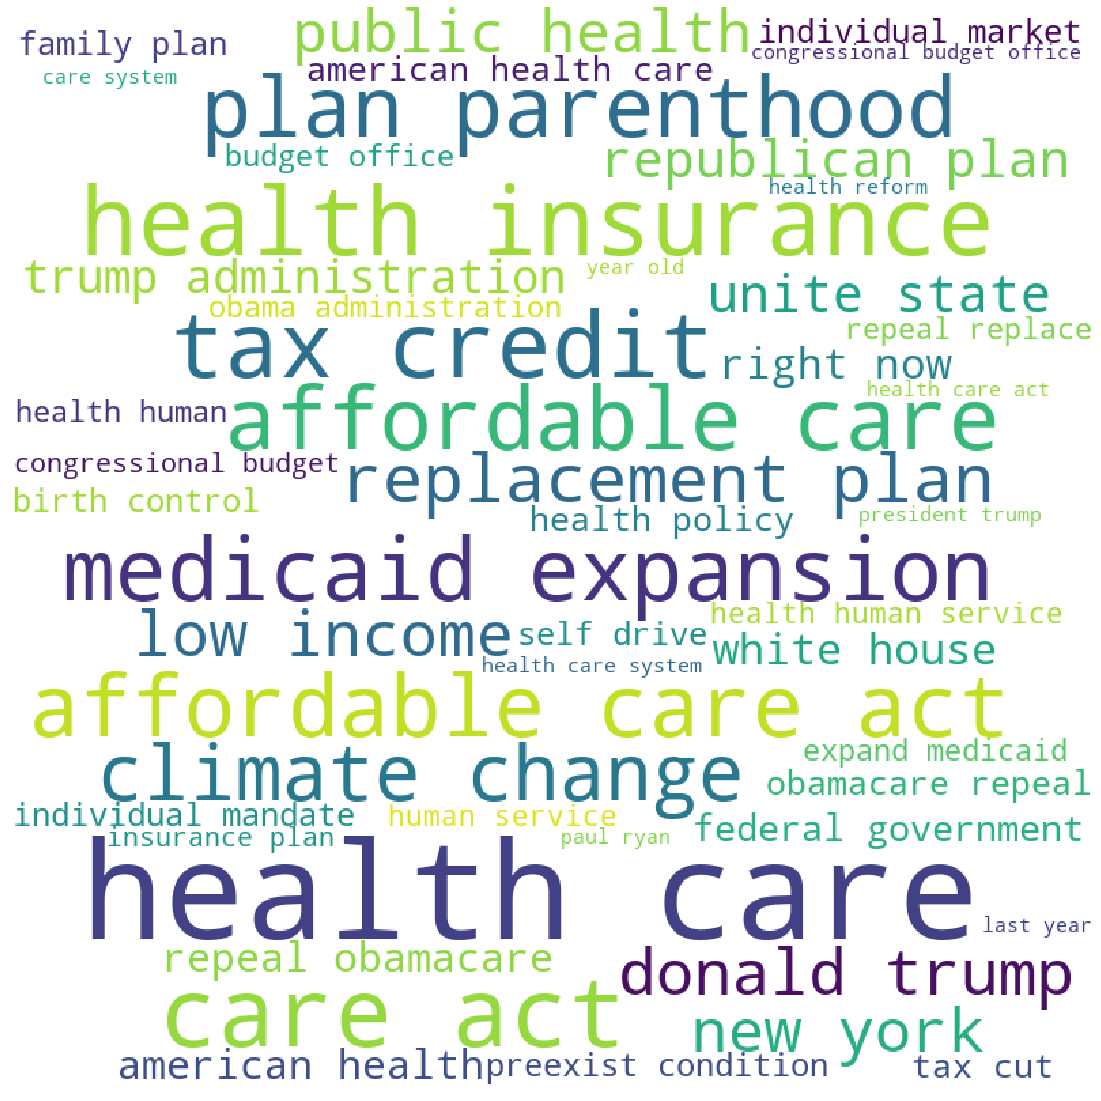 family plan
public health
individual market
congressional budget office
care system
american health care
plan parenthood
budget office
republican plan
health reform
health insurance
trump administration
year old
obama administration
unite state
tax credit
repeal replace
right now
health human
affordable care
health care act
congressional budget
replacement plan
birth control
health policy
president trump
medicaid expansion
low income
self drive
health human service
white house
health care system
affordable care act
climate change
expand medicaid
obamacare repeal
individual mandate
human service
federal government
insurance plan
paul ryan
health care
last year
repeal obamacare
donald trump
care act
new york
american health
preexist condition
tax cut